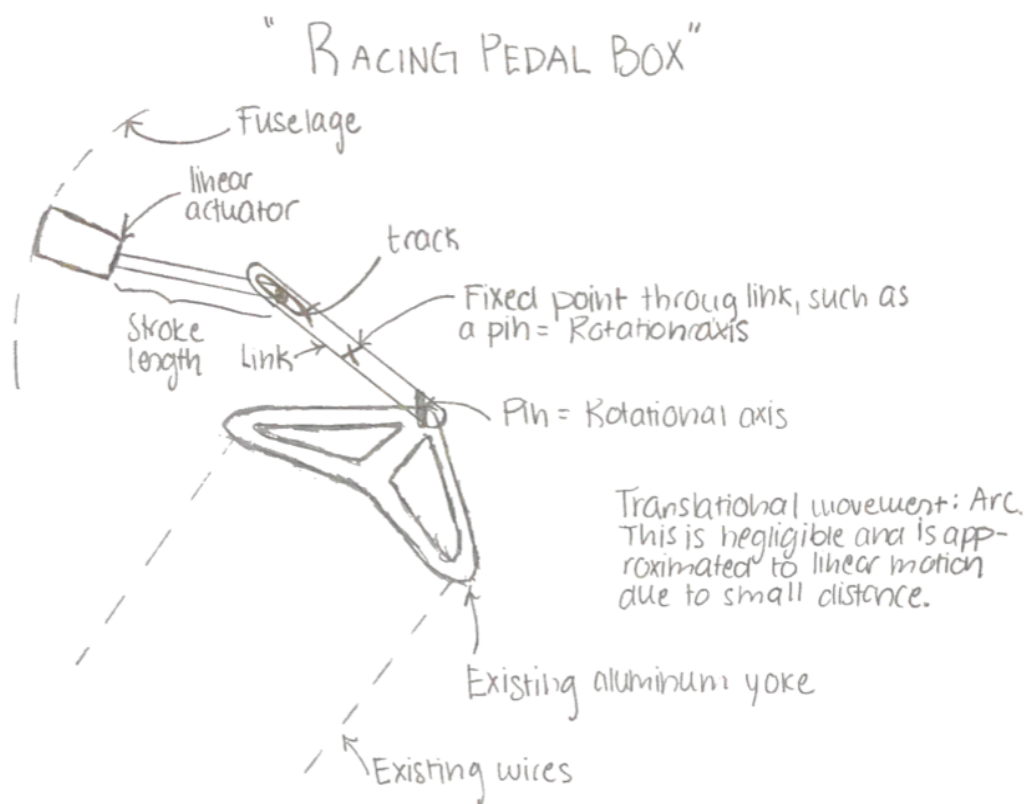 "RACING PEDAL BOX"
Fuselage
linear
actuator
track
Fixed point throug link, such as
a pin = Rotation axis
Stroke
length
Link
Pin = Rotational axis
Translational movement: Arc.
This is negligible and is app-
roximated to linear motion
due to small distance.
Existing aluminum yoke
Existing wires